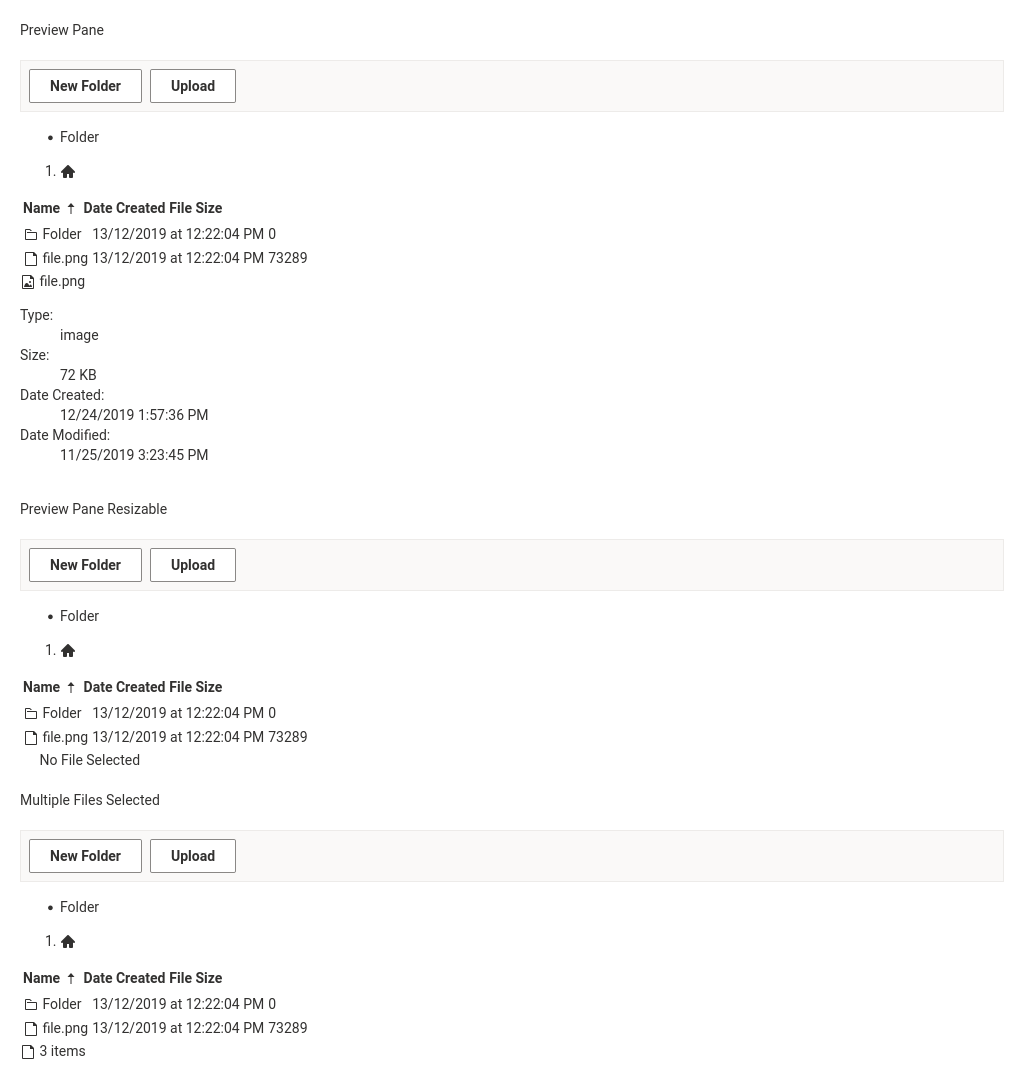 Preview Pane
New Folder Upload
• Folder
1.
Name ↑ Date Created File Size
Folder 13/12/2019 at 12:22:04 PM 0
file.png 13/12/2019 at 12:22:04 PM 73289
file.png
Type:
image
Size:
72 KB
Date Created:
12/24/2019 1:57:36 PM
Date Modified:
11/25/2019 3:23:45 PM
Preview Pane Resizable
New Folder Upload
• Folder
1.
Name ↑ Date Created File Size
Folder 13/12/2019 at 12:22:04 PM 0
file.png 13/12/2019 at 12:22:04 PM 73289
No File Selected
Multiple Files Selected
New Folder Upload
• Folder
1.
Name ↑ Date Created File Size
Folder 13/12/2019 at 12:22:04 PM 0
file.png 13/12/2019 at 12:22:04 PM 73289
3 items